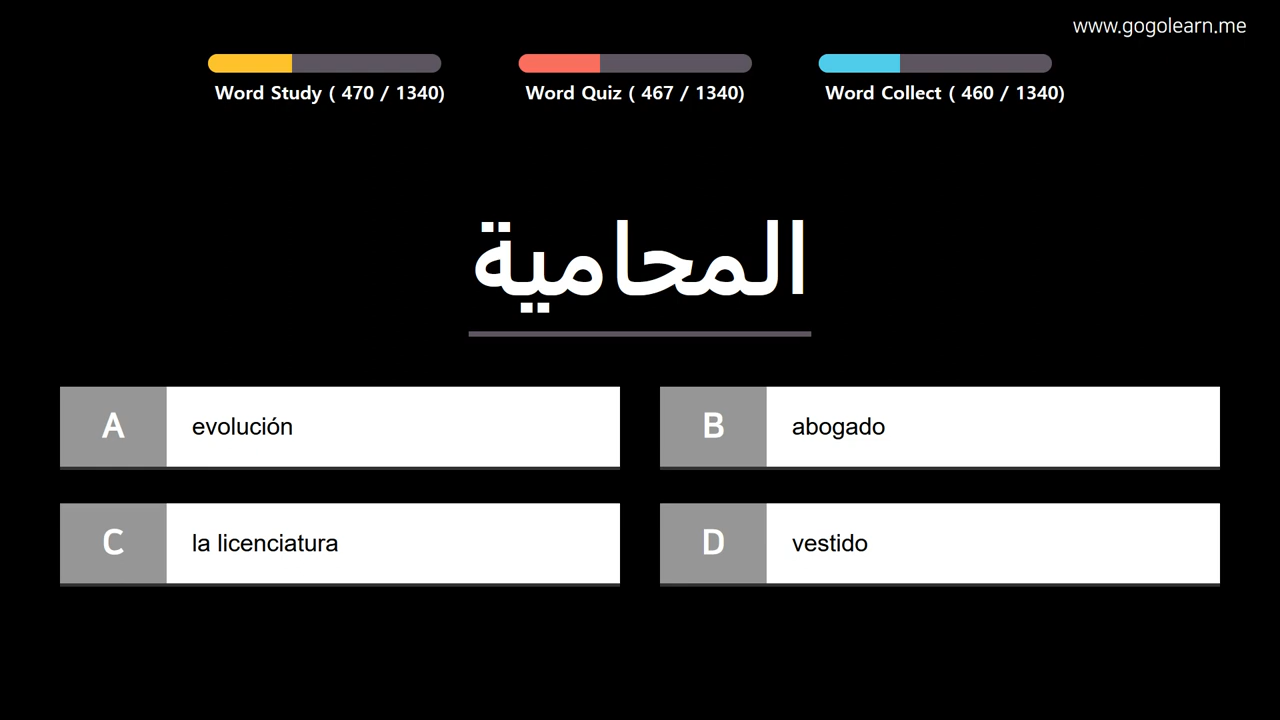 www.gogolearn.me
Word Study ( 470 / 1340)
Word Quiz ( 467 / 1340)
Word Collect ( 460 / 1340)
المحامية
A evolución
B abogado
C la licenciatura
D vestido